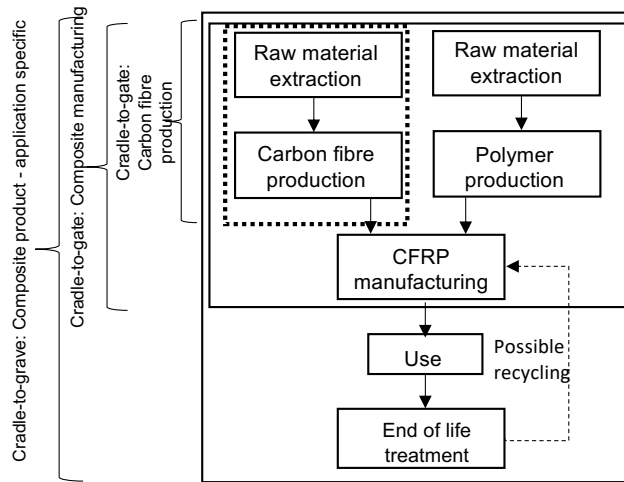 Cradle-to-grave: Composite product - application specific
Cradle-to-gate: Composite manufacturing
Cradle-to-gate:
Carbon fibre
production
Raw material
extraction
Raw material
extraction
Carbon fibre
production
Polymer
production
CFRP
manufacturing
Use
Possible
recycling
End of life
treatment